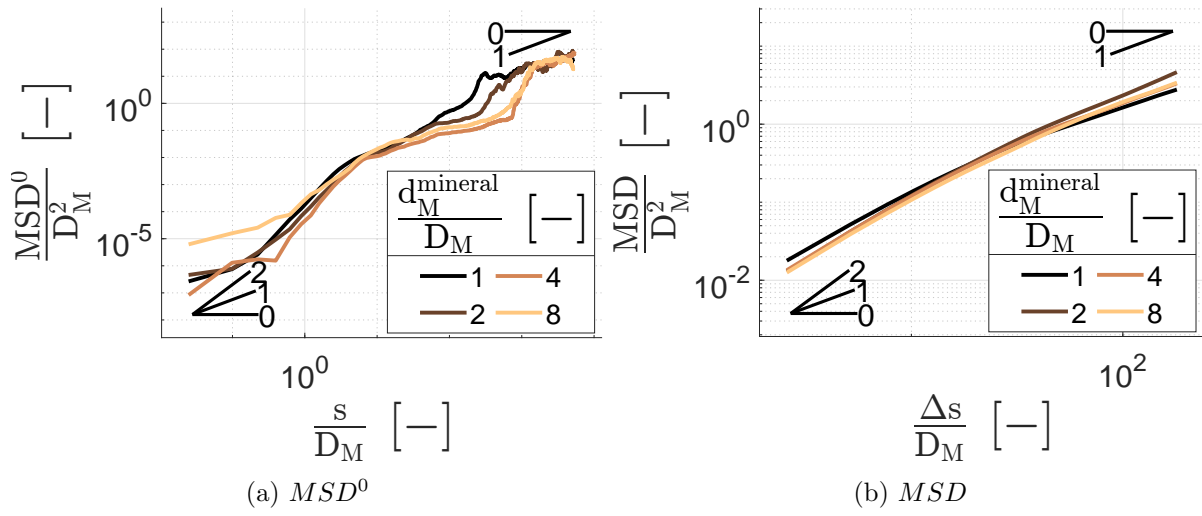 0
1
10^0
10^-5
MSD^0 / D_M^2 [—]
2
1
0
d_M^mineral / D_M [—]
1 4
2 8
10^0
s / D_M [—]
(a) MSD^0
0
1
10^0
10^-2
MSD / D_M^2 [—]
2
1
0
d_M^mineral / D_M [—]
1 4
2 8
10^2
Δs / D_M [—]
(b) MSD